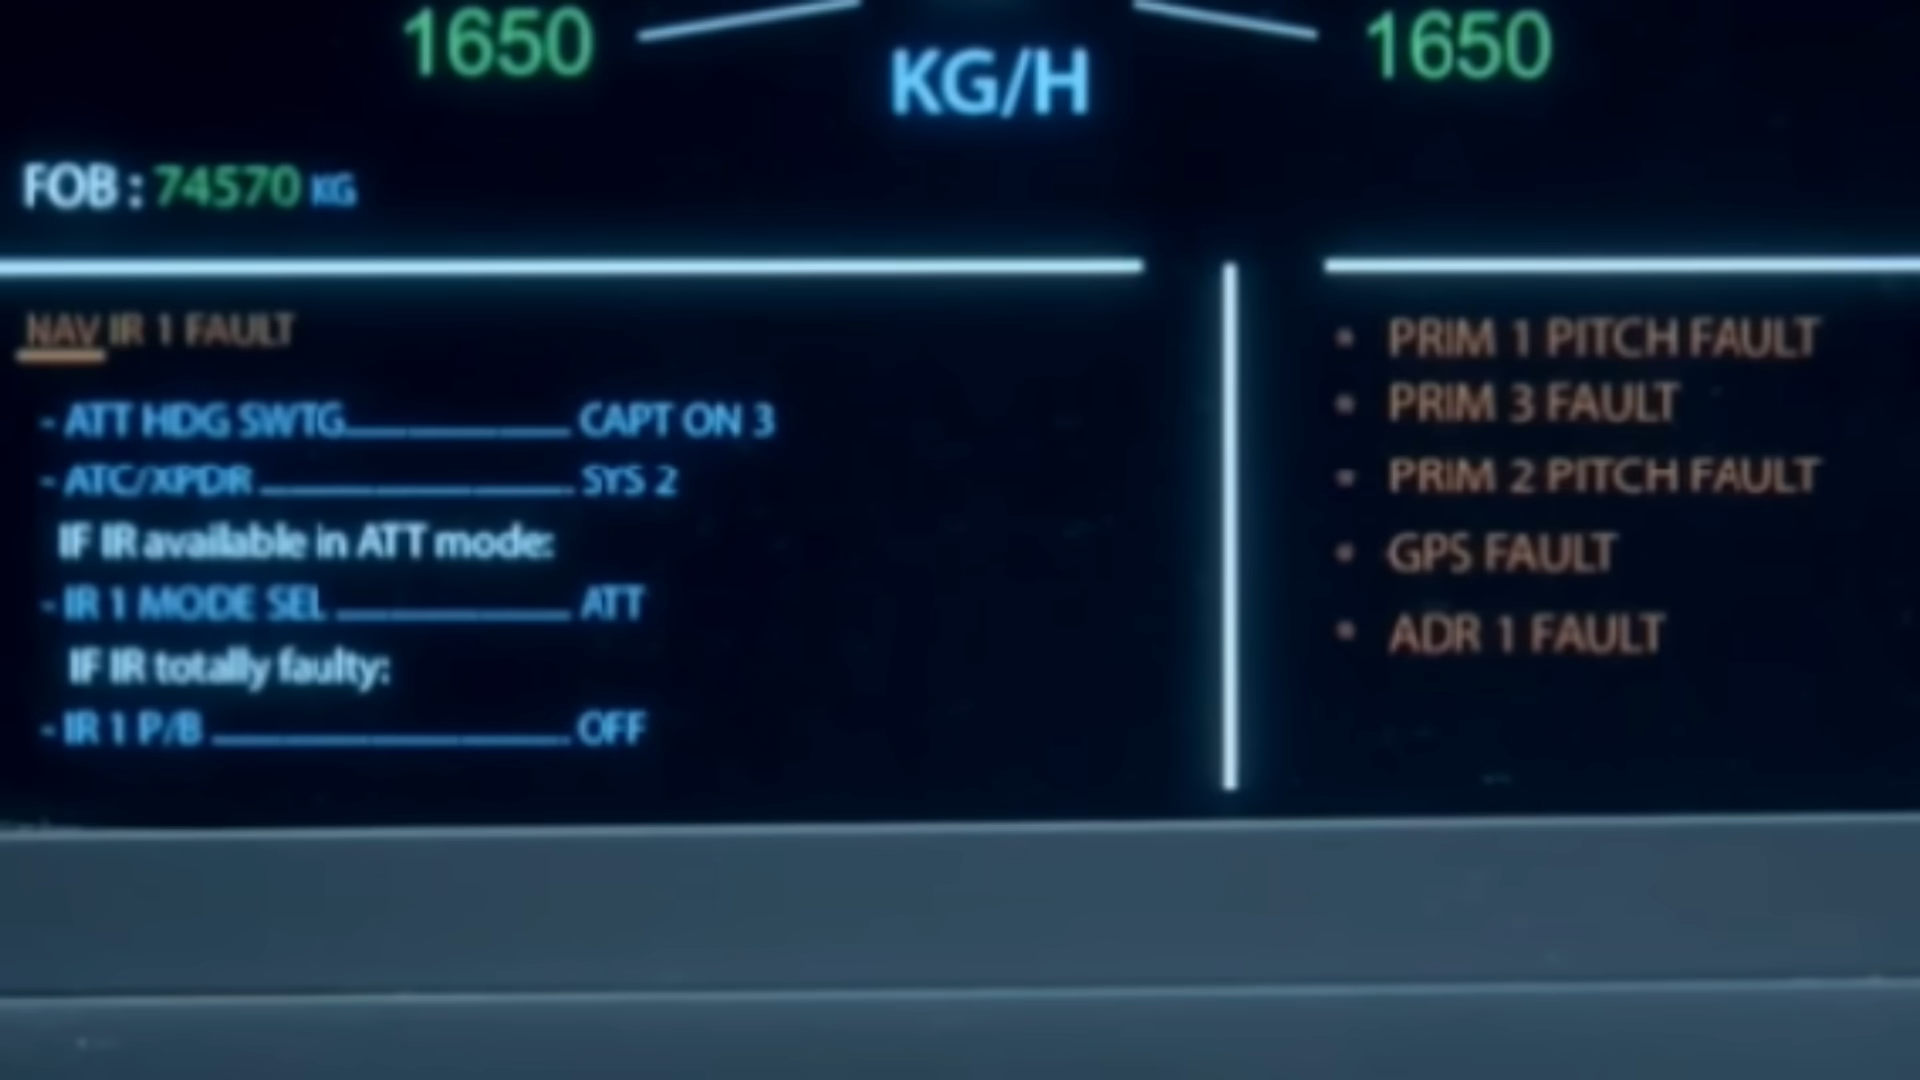 1650 KG/H 1650
FOB : 74570 KG
NAV IR 1 FAULT
- ATT HDG SWTG CAPT ON 3
- ATC/XPDR SYS 2
IF IR available in ATT mode:
- IR 1 MODE SEL ATT
IF IR totally faulty:
- IR 1 P/B OFF
• PRIM 1 PITCH FAULT
• PRIM 3 FAULT
• PRIM 2 PITCH FAULT
• GPS FAULT
• ADR 1 FAULT